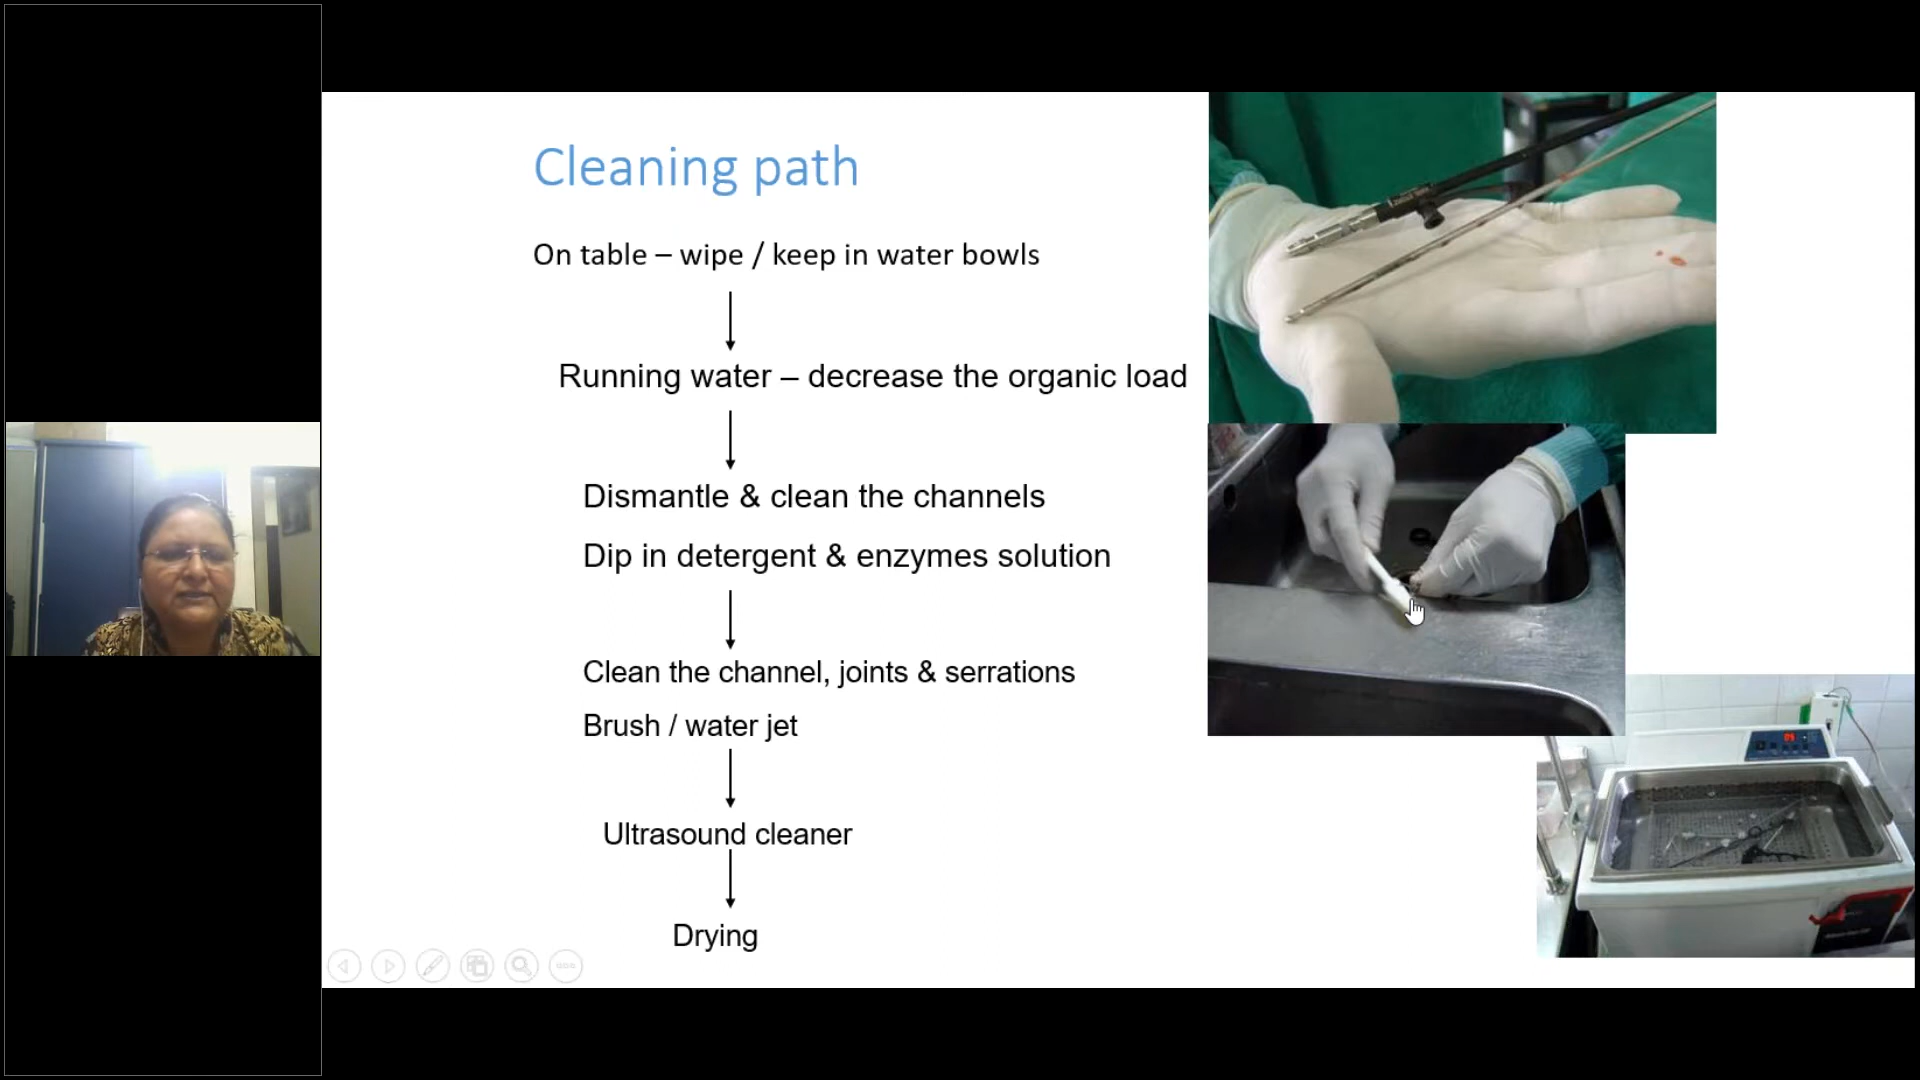 Cleaning path
On table – wipe / keep in water bowls
Running water – decrease the organic load
Dismantle & clean the channels
Dip in detergent & enzymes solution
Clean the channel, joints & serrations
Brush / water jet
Ultrasound cleaner
Drying